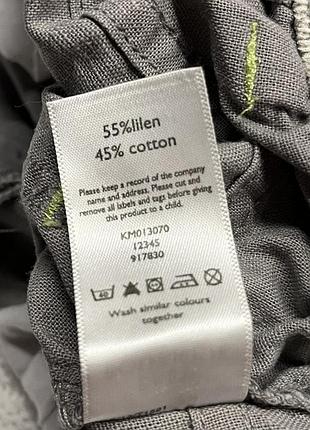 55%lilen
45% cotton
Please keep a record of the company
name and address. Please cut and
remove all labels and tags before giving
this product to a child.
KM013070
12345
917830
40
Wash similar colours
together